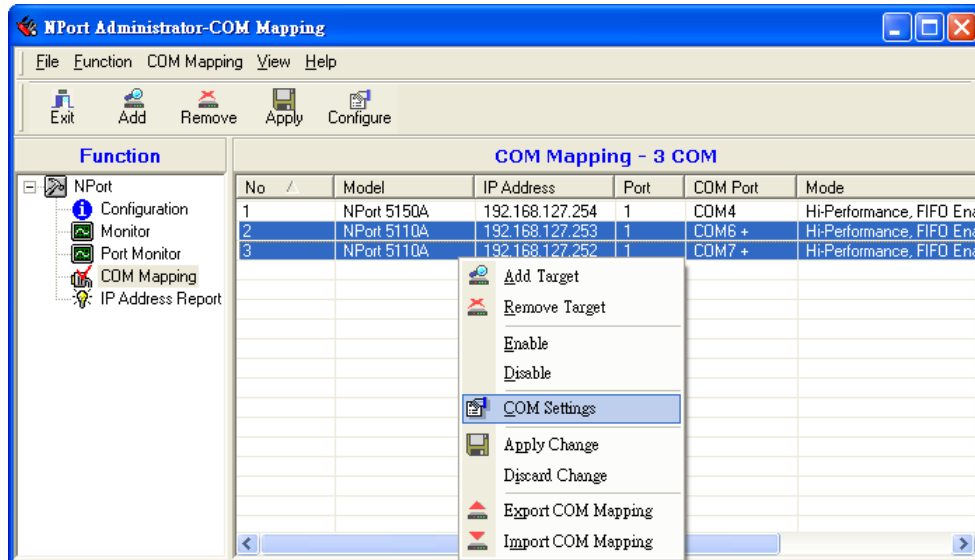 NPort Administrator-COM Mapping
File Function COM Mapping View Help
Exit Add Remove Apply Configure
Function
COM Mapping - 3 COM
NPort
Configuration
Monitor
Port Monitor
COM Mapping
IP Address Report
No Model IP Address Port COM Port Mode
1 NPort 5150A 192.168.127.254 1 COM4 Hi-Performance, FIFO Ena
2 NPort 5110A 192.168.127.253 1 COM6 + Hi-Performance, FIFO Ena
3 NPort 5110A 192.168.127.252 1 COM7 + Hi-Performance, FIFO Ena
Add Target
Remove Target
Enable
Disable
COM Settings
Apply Change
Discard Change
Export COM Mapping
Import COM Mapping